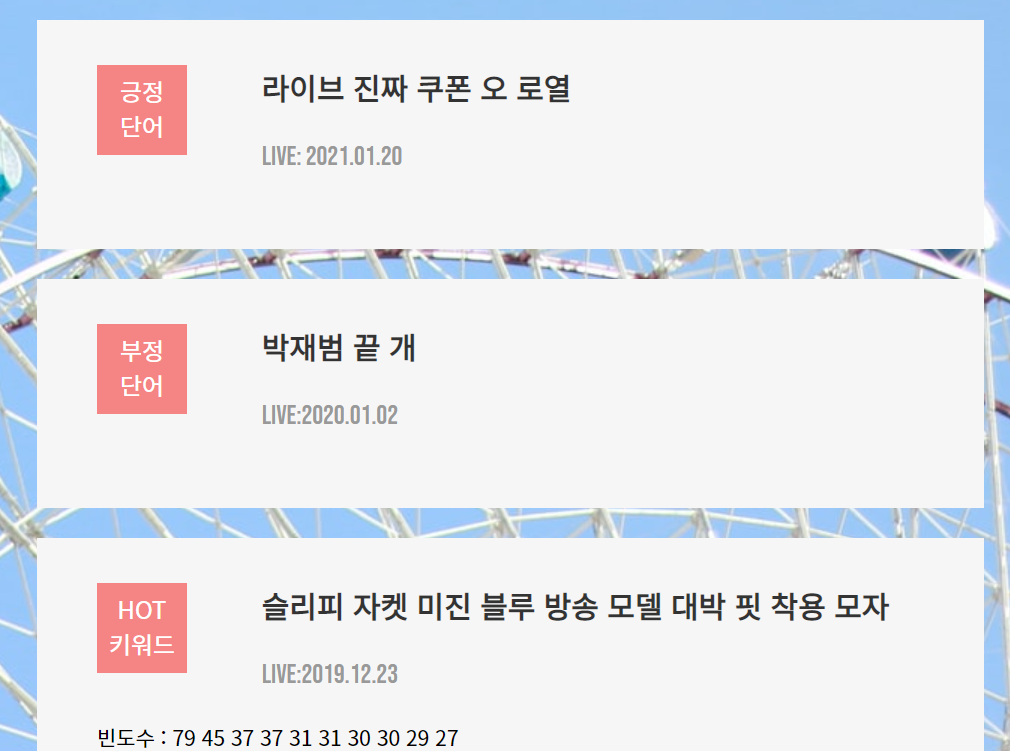 긍정
단어
라이브 진짜 쿠폰 오 로열
LIVE: 2021.01.20
부정
단어
박재범 끝 개
LIVE:2020.01.02
HOT
키워드
슬리피 자켓 미진 블루 방송 모델 대박 핏 착용 모자
LIVE:2019.12.23
빈도수 : 79 45 37 37 31 31 30 30 29 27